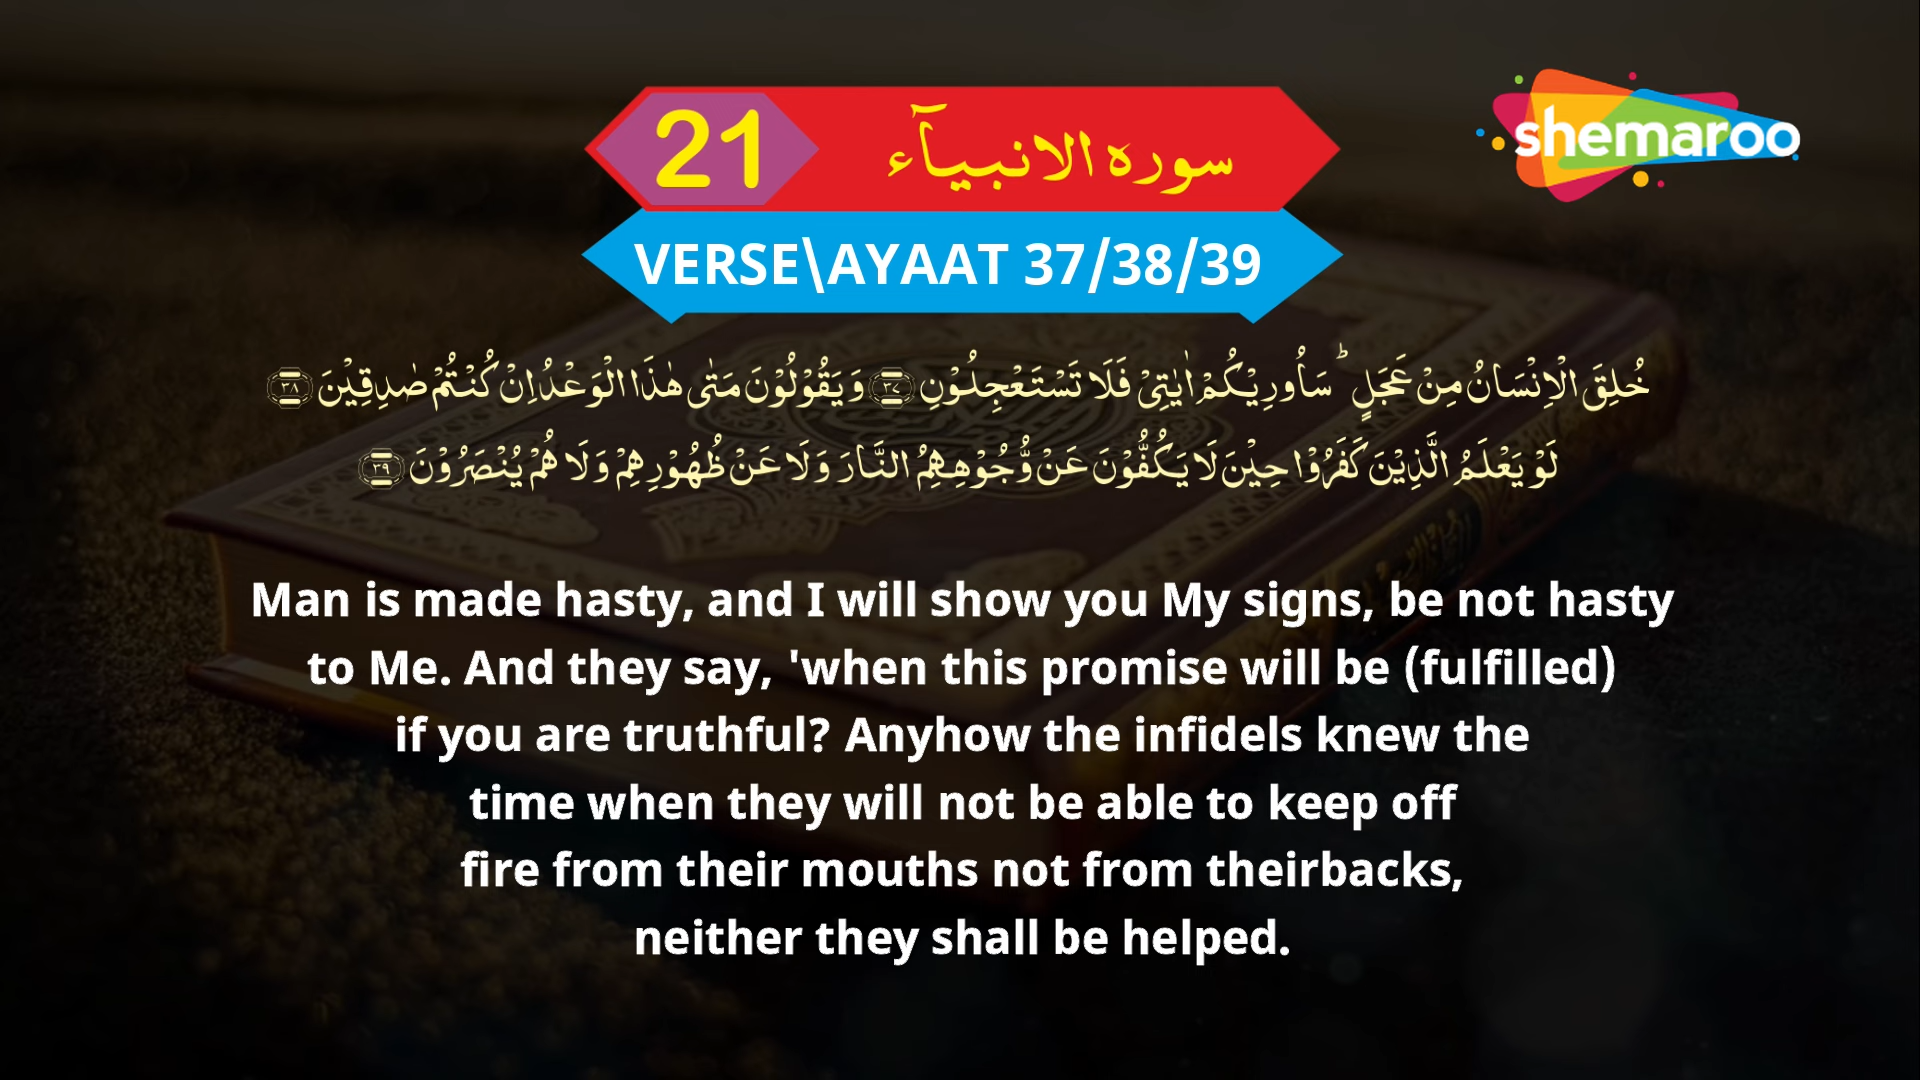 21 سورہ الانبیآء
shemaroo
VERSE\AYAAT 37/38/39
خُلِقَ الْاِنْسَانُ مِنْ عَجَلٍ ؕ سَاُورِيْكُمْ اٰيٰتِىْ فَلَا تَسْتَعْجِلُوْنِ ۝٣٧ وَيَقُوْلُوْنَ مَتٰى هٰذَا الْوَعْدُ اِنْ كُنْتُمْ صٰدِقِيْنَ ۝٣٨
لَوْ يَعْلَمُ الَّذِيْنَ كَفَرُوْا حِيْنَ لَا يَكُفُّوْنَ عَنْ وُّجُوْهِهِمُ النَّارَ وَلَا عَنْ ظُهُوْرِهِمْ وَلَا هُمْ يُنْصَرُوْنَ ۝٣٩
Man is made hasty, and I will show you My signs, be not hasty
to Me. And they say, 'when this promise will be (fulfilled)
if you are truthful? Anyhow the infidels knew the
time when they will not be able to keep off
fire from their mouths not from theirbacks,
neither they shall be helped.